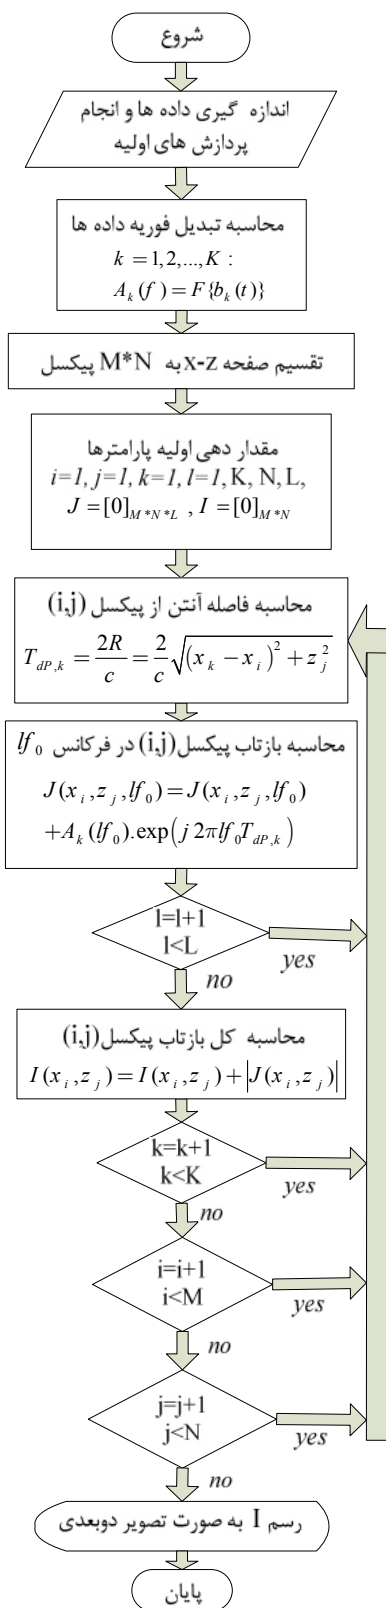 شروع
اندازه گیری داده ها و انجام
پردازش های اولیه
محاسبه تبدیل فوریه داده ها
k = 1,2,...,K :
A_k(f) = F{b_k(t)}
تقسیم صفحه x-z به M*N پیکسل
مقدار دهی اولیه پارامترها
i=1, j=1, k=1, l=1, K, N, L,
J = [0]_{M*N*L} , I = [0]_{M*N}
محاسبه فاصله آنتن از پیکسل (i,j)
T_{dP,k} = \frac{2R}{c} = \frac{2}{c}\sqrt{(x_k - x_i)^2 + z_j^2}
محاسبه بازتاب پیکسل(i,j) در فرکانس lf_0
J(x_i, z_j, lf_0) = J(x_i, z_j, lf_0)
+A_k(lf_0).exp(j2πlf_0T_{dP,k})
l=l+1
l<L
yes
no
محاسبه کل بازتاب پیکسل(i,j)
I(x_i, z_j) = I(x_i, z_j) + |J(x_i, z_j)|
k=k+1
k<K
yes
no
i=i+1
i<M
yes
no
j=j+1
j<N
yes
no
رسم I به صورت تصویر دوبعدی
پایان